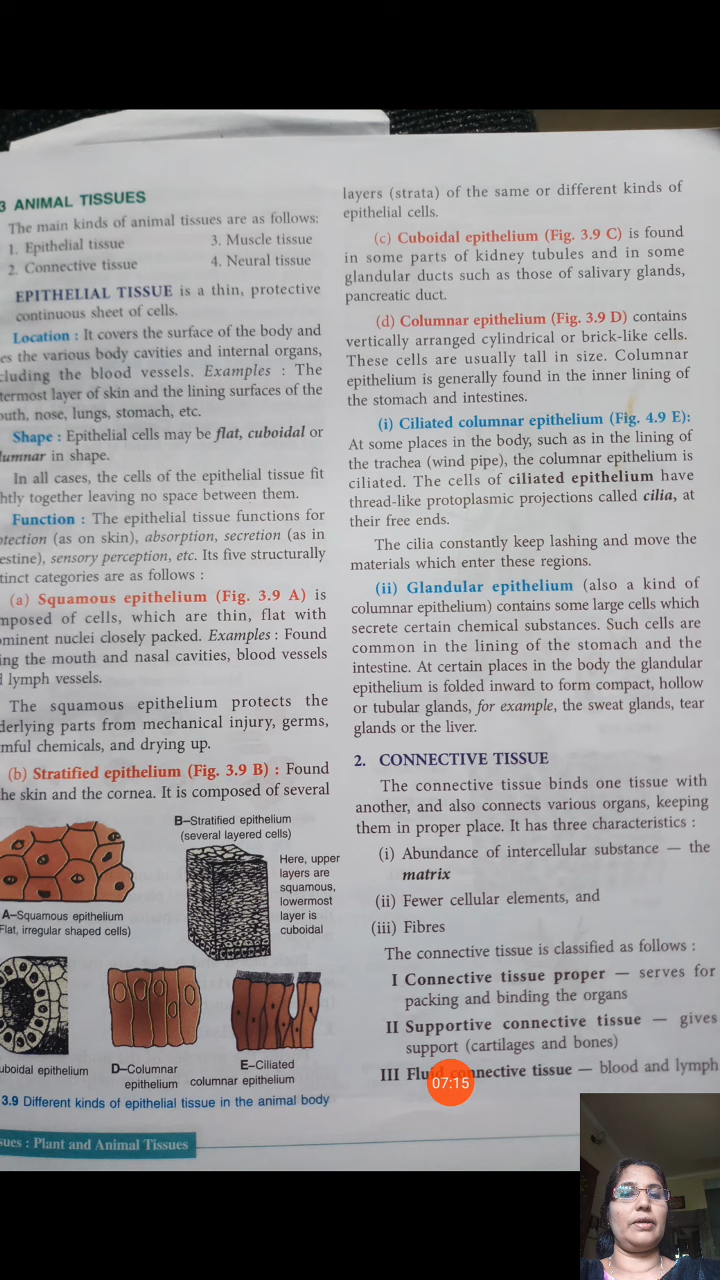 3 ANIMAL TISSUES
The main kinds of animal tissues are as follows:
1. Epithelial tissue 3. Muscle tissue
2. Connective tissue 4. Neural tissue
EPITHELIAL TISSUE is a thin, protective
continuous sheet of cells.
Location : It covers the surface of the body and
the various body cavities and internal organs,
the blood vessels. Examples : The
layer of skin and the lining surfaces of the
nose, lungs, stomach, etc.
Shape : Epithelial cells may be flat, cuboidal or
in shape.
In all cases, the cells of the epithelial tissue fit
together leaving no space between them.
Function : The epithelial tissue functions for
(as on skin), absorption, secretion (as in
sensory perception, etc. Its five structurally
categories are as follows :
(a) Squamous epithelium (Fig. 3.9 A) is
of cells, which are thin, flat with
nuclei closely packed. Examples : Found
the mouth and nasal cavities, blood vessels
lymph vessels.
The squamous epithelium protects the
parts from mechanical injury, germs,
chemicals, and drying up.
(b) Stratified epithelium (Fig. 3.9 B) : Found
the skin and the cornea. It is composed of several
B–Stratified epithelium
(several layered cells)
Here, upper
layers are
squamous,
lowermost
layer is
cuboidal
A–Squamous epithelium
Flat, irregular shaped cells)
epithelium
D–Columnar
epithelium
E–Ciliated
columnar epithelium
3.9 Different kinds of epithelial tissue in the animal body
: Plant and Animal Tissues
layers (strata) of the same or different kinds of
epithelial cells.
(c) Cuboidal epithelium (Fig. 3.9 C) is found
in some parts of kidney tubules and in some
glandular ducts such as those of salivary glands,
pancreatic duct.
(d) Columnar epithelium (Fig. 3.9 D) contains
vertically arranged cylindrical or brick-like cells.
These cells are usually tall in size. Columnar
epithelium is generally found in the inner lining of
the stomach and intestines.
(i) Ciliated columnar epithelium (Fig. 4.9 E):
At some places in the body, such as in the lining of
the trachea (wind pipe), the columnar epithelium is
ciliated. The cells of ciliated epithelium have
thread-like protoplasmic projections called cilia, at
their free ends.
The cilia constantly keep lashing and move the
materials which enter these regions.
(ii) Glandular epithelium (also a kind of
columnar epithelium) contains some large cells which
secrete certain chemical substances. Such cells are
common in the lining of the stomach and the
intestine. At certain places in the body the glandular
epithelium is folded inward to form compact, hollow
or tubular glands, for example, the sweat glands, tear
glands or the liver.
2. CONNECTIVE TISSUE
The connective tissue binds one tissue with
another, and also connects various organs, keeping
them in proper place. It has three characteristics :
(i) Abundance of intercellular substance — the
matrix
(ii) Fewer cellular elements, and
(iii) Fibres
The connective tissue is classified as follows :
I Connective tissue proper — serves for
packing and binding the organs
II Supportive connective tissue — gives
support (cartilages and bones)
III Fluid connective tissue — blood and lymph
07:15